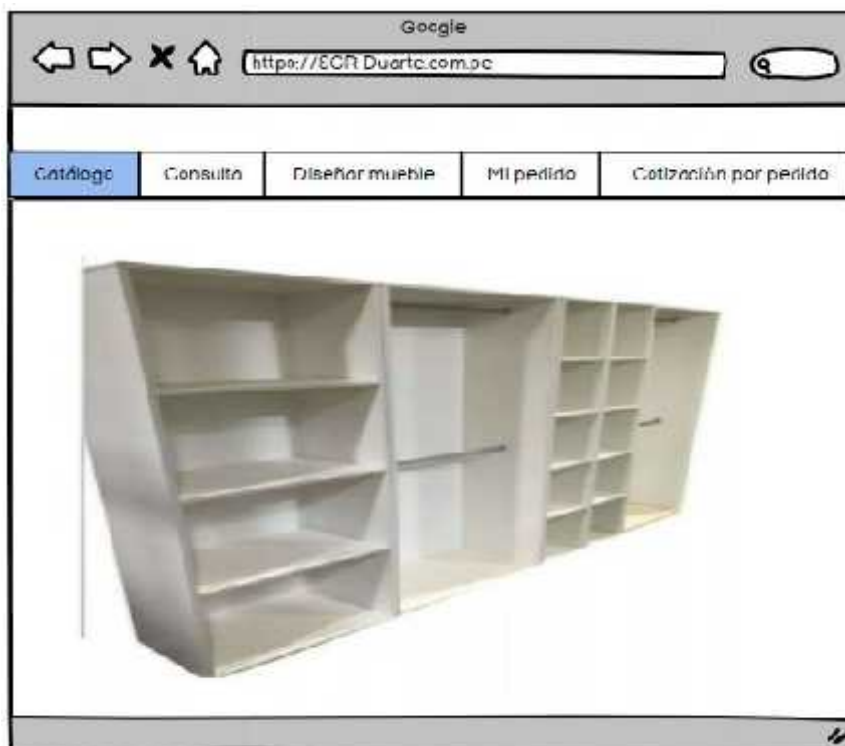 Google
https://ECR Duarte.com.pe
Catálogo
Consulta
Diseñar mueble
Mi pedido
Cotización por pedido